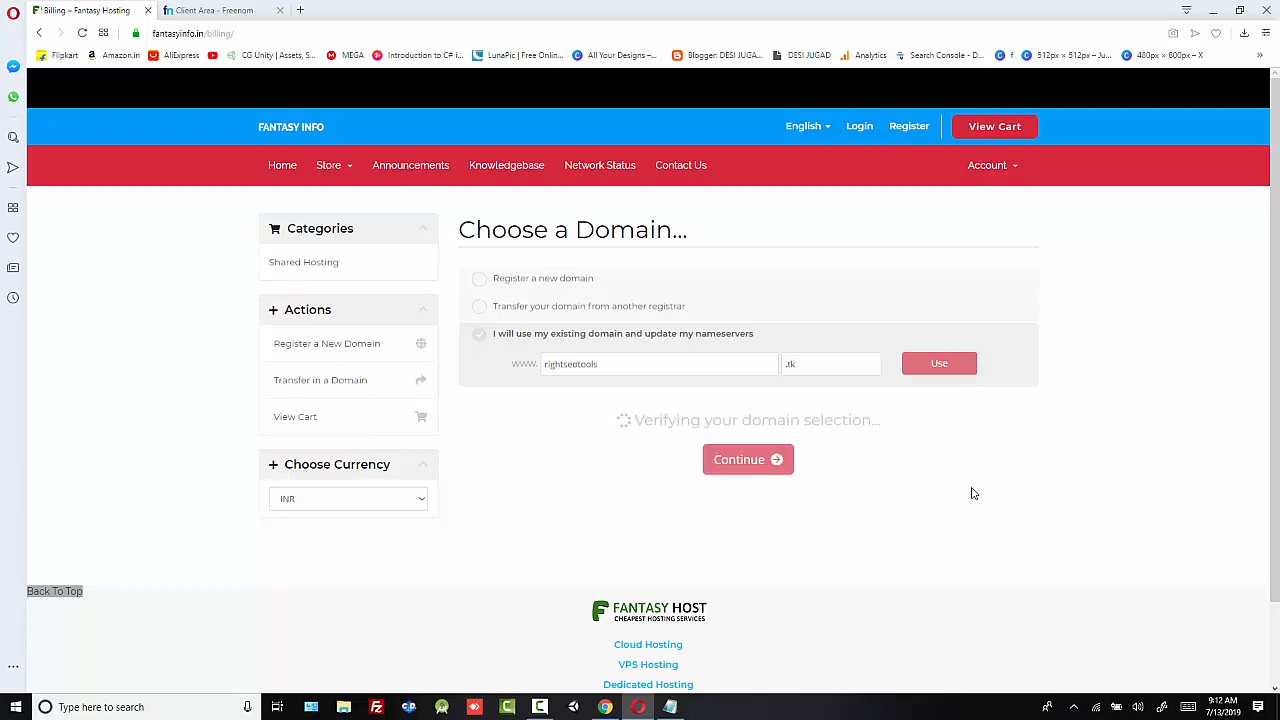 Billing – Fantasy Hosting
Client Area - Freenom
fantasyinfo.in/billing/
Flipkart
Amazon.in
AliExpress
CG Unity | Assets, S...
MEGA
Introduction to C# i...
LunaPic | Free Onlin...
All Your Designs –...
Blogger: DESI JUGA...
DESI JUGAD
Analytics
Search Console - D...
f
512px × 512px – Ju...
480px × 800px – X
FANTASY INFO
English
Login
Register
View Cart
Home
Store
Announcements
Knowledgebase
Network Status
Contact Us
Account
Categories
Shared Hosting
Actions
Register a New Domain
Transfer in a Domain
View Cart
Choose Currency
INR
Choose a Domain...
Register a new domain
Transfer your domain from another registrar
I will use my existing domain and update my nameservers
www.
rightseotools
.tk
Use
Verifying your domain selection...
Continue
Back To Top
FANTASY HOST
CHEAPEST HOSTING SERVICES
Cloud Hosting
VPS Hosting
Dedicated Hosting
Type here to search
9:12 AM
7/13/2019